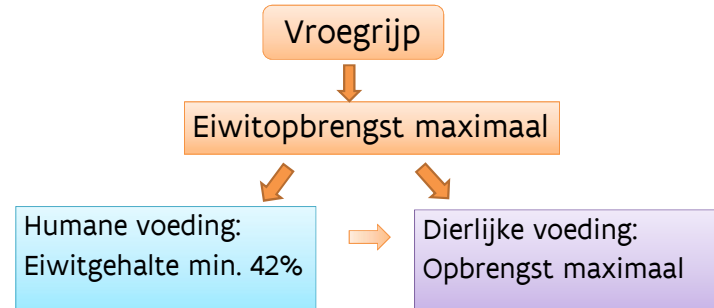 Vroegrijp
Eiwitopbrengst maximaal
Humane voeding:
Eiwitgehalte min. 42%
Dierlijke voeding:
Opbrengst maximaal